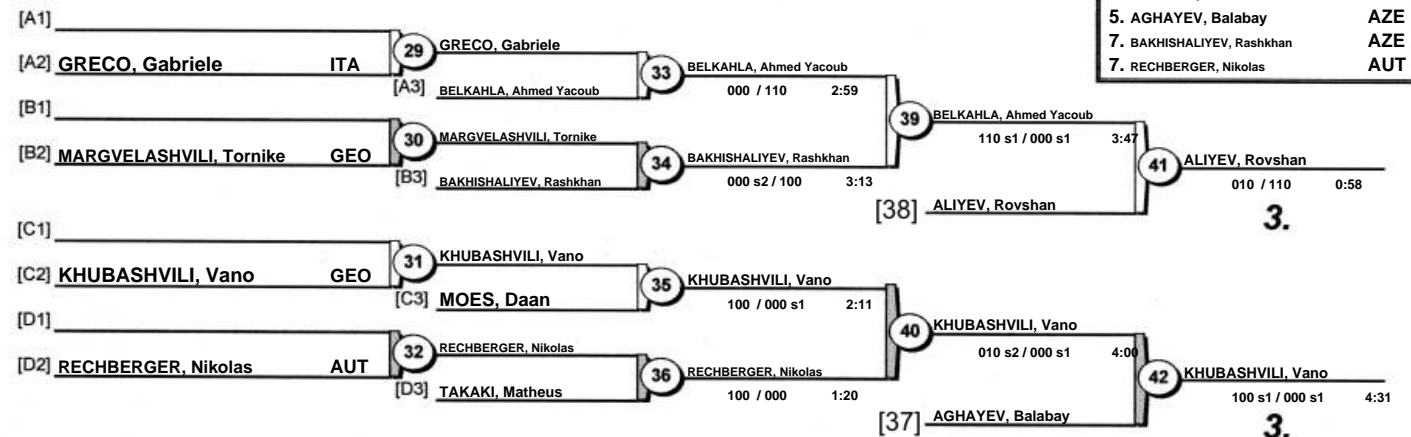 5. AGHAYEV, Balabay AZE
7. BAKHISHALIYEV, Rashkhan AZE
7. RECHBERGER, Nikolas AUT
[A1]
[A2] GRECO, Gabriele ITA
29
GRECO, Gabriele
[A3] BELKAHLA, Ahmed Yacoub
33
BELKAHLA, Ahmed Yacoub
000 / 110 2:59
[B1]
[B2] MARGVELASHVILI, Tornike GEO
30
MARGVELASHVILI, Tornike
[B3] BAKHISHALIYEV, Rashkhan
34
BAKHISHALIYEV, Rashkhan
000 s2 / 100 3:13
39
BELKAHLA, Ahmed Yacoub
110 s1 / 000 s1 3:47
[38] ALIYEV, Rovshan
41
ALIYEV, Rovshan
010 / 110 0:58
3.
[C1]
[C2] KHUBASHVILI, Vano GEO
31
KHUBASHVILI, Vano
[C3] MOES, Daan
35
KHUBASHVILI, Vano
100 / 000 s1 2:11
[D1]
[D2] RECHBERGER, Nikolas AUT
32
RECHBERGER, Nikolas
[D3] TAKAKI, Matheus
36
RECHBERGER, Nikolas
100 / 000 1:20
40
KHUBASHVILI, Vano
010 s2 / 000 s1 4:00
[37] AGHAYEV, Balabay
42
KHUBASHVILI, Vano
100 s1 / 000 s1 4:31
3.